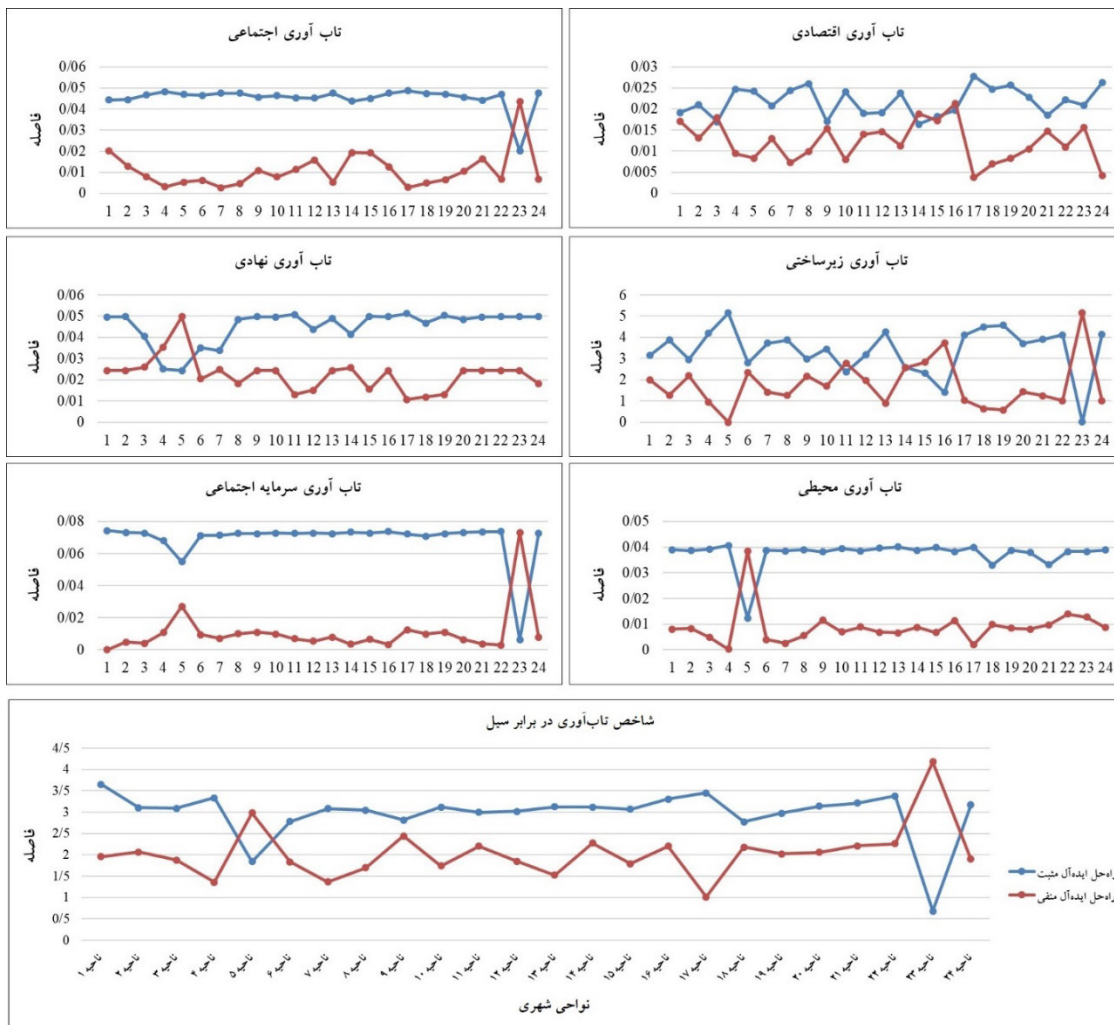 تاب آوری اقتصادی
فاصله
0/03
0/02
0/02
0/015
0/01
0/005
0
1 2 3 4 5 6 7 8 9 10 11 12 13 14 15 16 17 18 19 20 21 22 23 24
تاب آوری اجتماعی
فاصله
0/06
0/05
0/04
0/02
0/01
0
1 2 3 4 5 6 7 8 9 10 11 12 13 14 15 16 17 18 19 20 21 22 23 24
تاب آوری زیرساختی
فاصله
6
5
4
3
2
1
0
1 2 3 4 5 6 7 8 9 10 11 12 13 14 15 16 17 18 19 20 21 22 23 24
تاب آوری نهادی
فاصله
0/06
0/05
0/04
0/03
0/02
0/01
0
1 2 3 4 5 6 7 8 9 10 11 12 13 14 15 16 17 18 19 20 21 22 23 24
تاب آوری محیطی
فاصله
0/05
0/04
0/03
0/02
0/01
0
1 2 3 4 5 6 7 8 9 10 11 12 13 14 15 16 17 18 19 20 21 22 23 24
تاب آوری سرمایه اجتماعی
فاصله
0/08
0/06
0/04
0/02
0
1 2 3 4 5 6 7 8 9 10 11 12 13 14 15 16 17 18 19 20 21 22 23 24
شاخص تاب‌آوری در برابر سیل
فاصله
4/5
4
3/5
3
2/5
2
1/5
1
0/5
0
ناحیه ۱ ناحیه ۲ ناحیه ۳ ناحیه ۴ ناحیه ۵ ناحیه ۶ ناحیه ۷ ناحیه ۸ ناحیه ۹ ناحیه ۱۰ ناحیه ۱۱ ناحیه ۱۲ ناحیه ۱۳ ناحیه ۱۴ ناحیه ۱۵ ناحیه ۱۶ ناحیه ۱۷ ناحیه ۱۸ ناحیه ۱۹ ناحیه ۲۰ ناحیه ۲۱ ناحیه ۲۲ ناحیه ۲۳ ناحیه ۲۴
نواحی شهری
راه‌حل ایده‌آل مثبت
راه‌حل ایده‌آل منفی